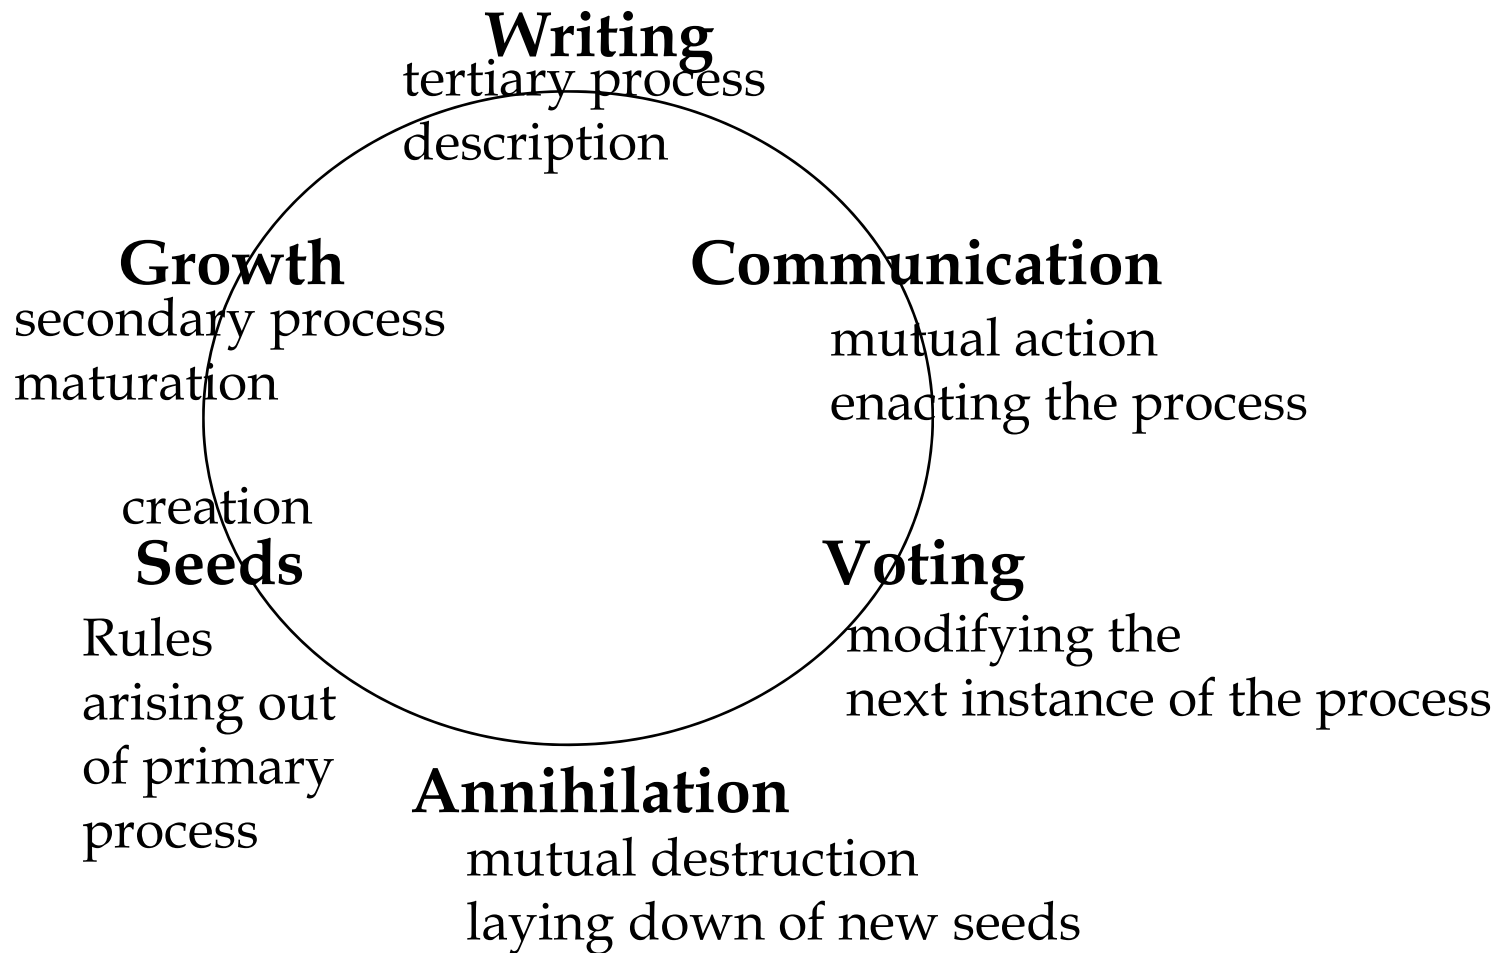 Writing
tertiary process
description
Growth
secondary process
maturation
Communication
mutual action
enacting the process
creation
Seeds
Rules
arising out
of primary
process
Voting
modifying the
next instance of the process
Annihilation
mutual destruction
laying down of new seeds